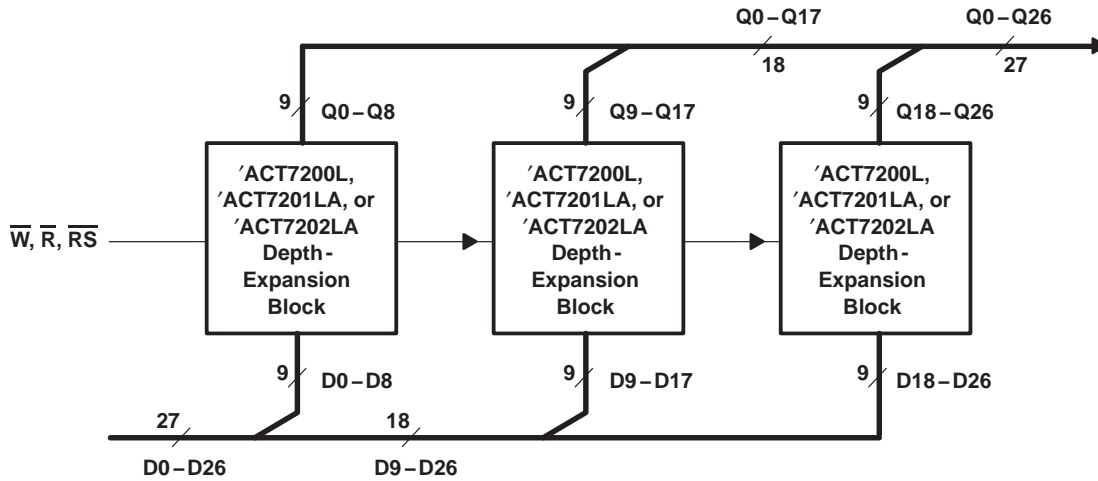 Q0–Q17
Q0–Q26
18
27
9
Q0–Q8
9
Q9–Q17
9
Q18–Q26
′ACT7200L,
′ACT7201LA, or
′ACT7202LA
Depth-
Expansion
Block
′ACT7200L,
′ACT7201LA, or
′ACT7202LA
Depth-
Expansion
Block
′ACT7200L,
′ACT7201LA, or
′ACT7202LA
Depth-
Expansion
Block
W̅, R̅, R̅S̅
9
D0–D8
9
D9–D17
9
D18–D26
27
18
D0–D26
D9–D26